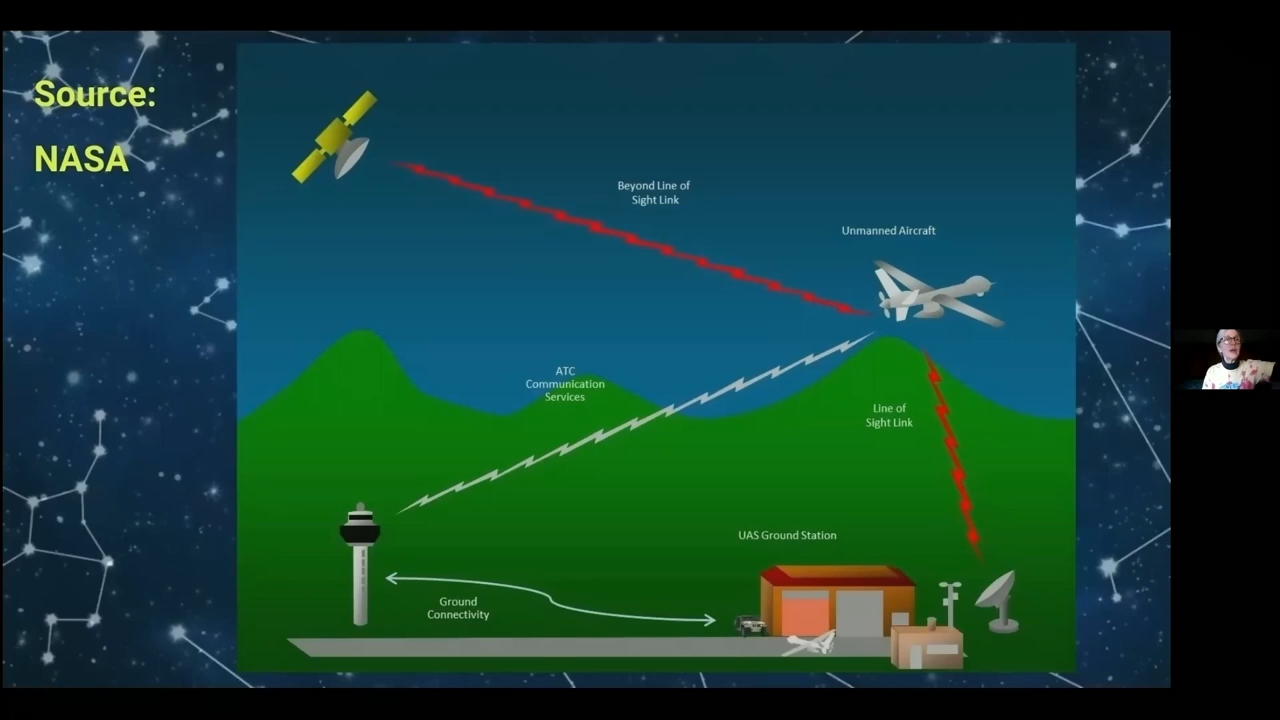 Source:
NASA
Beyond Line of
Sight Link
Unmanned Aircraft
ATC
Communication
Services
Line of
Sight Link
UAS Ground Station
Ground
Connectivity